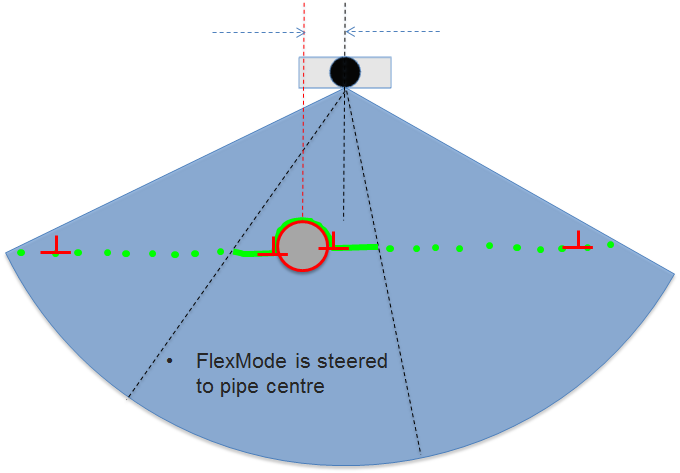 • FlexMode is steered
to pipe centre